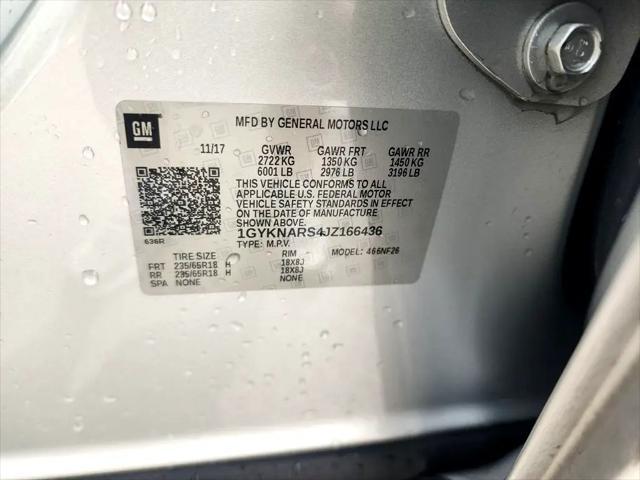 GM
MFD BY GENERAL MOTORS LLC
11/17 GVWR GAWR FRT GAWR RR
2722 KG 1350 KG 1450 KG
6001 LB 2976 LB 3196 LB
THIS VEHICLE CONFORMS TO ALL
APPLICABLE U.S. FEDERAL MOTOR
VEHICLE SAFETY STANDARDS IN EFFECT
ON THE DATE OF MANUFACTURE
SHOWN ABOVE.
1GYKNARS4JZ166436
636R TYPE: M.P.V. MODEL: 466NF26
TIRE SIZE RIM
FRT 235/65R18 H 18X8J
RR 235/65R18 H 18X8J
SPA NONE NONE